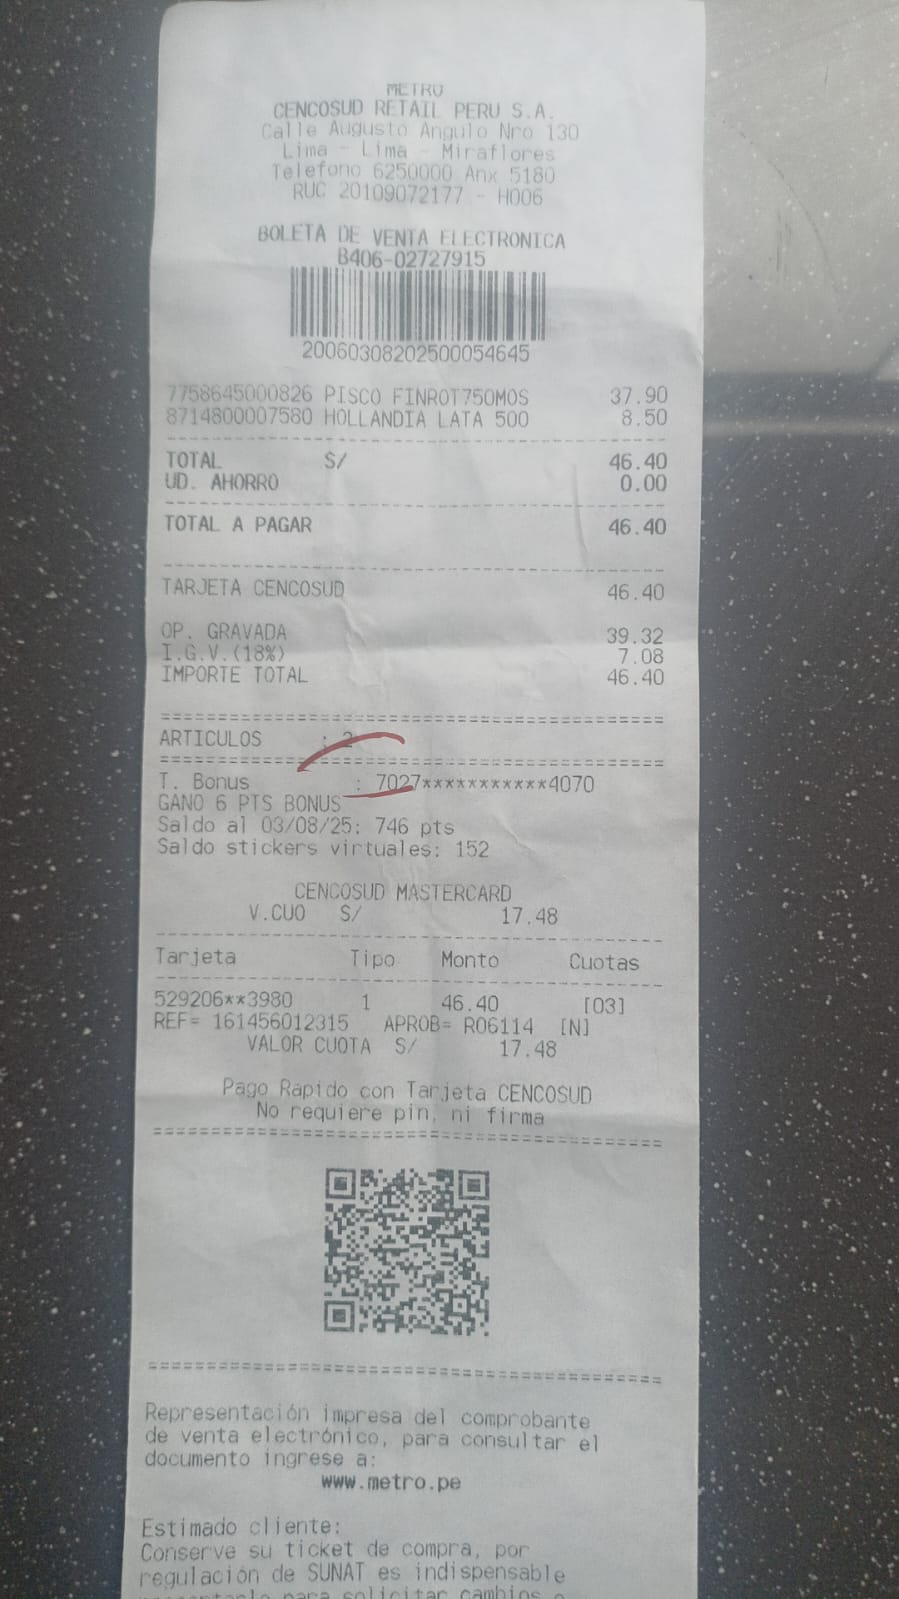 METRO
CENCOSUD RETAIL PERU S.A.
Calle Augusto Angulo Nro 130
Lima - Lima - Miraflores
Telefono 6250000 Anx 5180
RUC 20109072177 - H006
BOLETA DE VENTA ELECTRONICA
B406-02727915
20060308202500054645
7758645000826 PISCO FINROT750MOS 37.90
8714800007580 HOLLANDIA LATA 500 8.50
TOTAL S/ 46.40
UD. AHORRO 0.00
TOTAL A PAGAR 46.40
TARJETA CENCOSUD 46.40
OP. GRAVADA 39.32
I.G.V.(18%) 7.08
IMPORTE TOTAL 46.40
ARTICULOS : 2
T. Bonus : 7027***********4070
GANO 6 PTS BONUS
Saldo al 03/08/25: 746 pts
Saldo stickers virtuales: 152
CENCOSUD MASTERCARD
V.CUO S/ 17.48
Tarjeta Tipo Monto Cuotas
529206**3980 1 46.40 [03]
REF= 161456012315 APROB= R06114 [N]
VALOR CUOTA S/ 17.48
Pago Rapido con Tarjeta CENCOSUD
No requiere pin, ni firma
Representación impresa del comprobante
de venta electrónico, para consultar el
documento ingrese a:
www.metro.pe
Estimado cliente:
Conserve su ticket de compra, por
regulación de SUNAT es indispensable
para solicitar cambios o